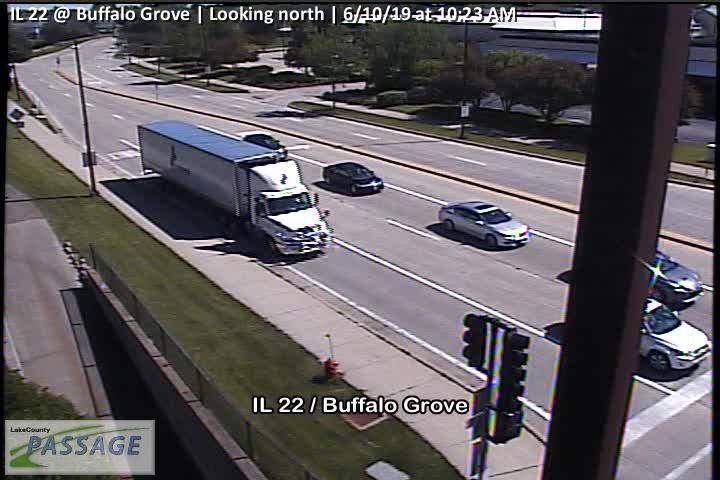 IL 22 @ Buffalo Grove | Looking north | 6/10/19 at 10:23 AM
IL 22 / Buffalo Grove
LakeCounty
PASSAGE